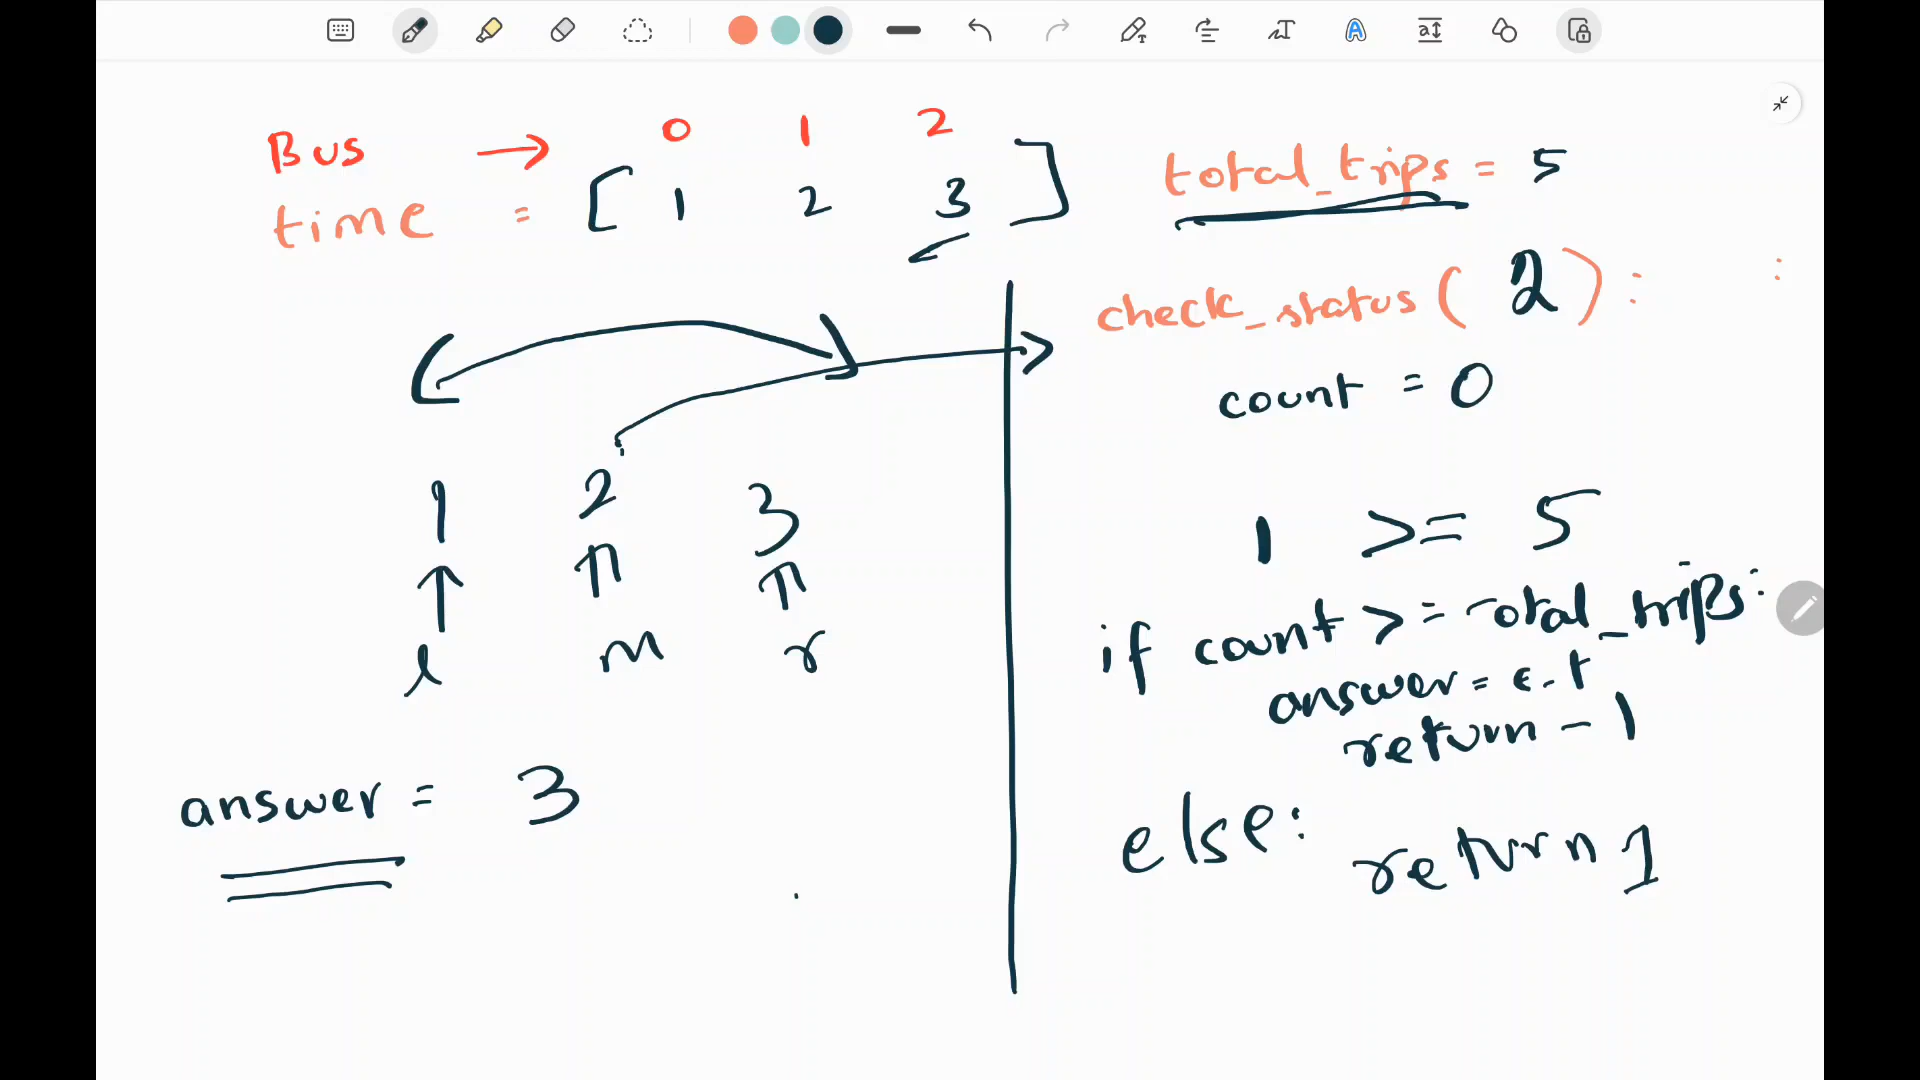 0 1 2
Bus →
time = [ 1 2 3 ]
total_trips = 5
check_status( 2 ) :
count = 0
1 2 3
l m r
answer = 3
1 >= 5
if count >= total_trips:
answer = e.t
return -1
else:
return 1